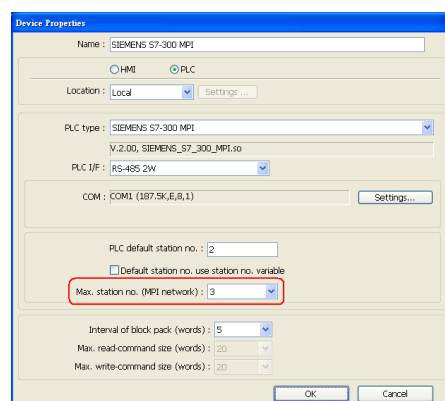 Device Properties
Name : SIEMENS S7-300 MPI
HMI PLC
Location : Local Settings ...
PLC type : SIEMENS S7-300 MPI
V.2.00, SIEMENS_S7_300_MPI.so
PLC I/F : RS-485 2W
COM : COM1 (187.5K,E,8,1) Settings...
PLC default station no. : 2
Default station no. use station no. variable
Max. station no. (MPI network) : 3
Interval of block pack (words) : 5
Max. read-command size (words) : 20
Max. write-command size (words) : 20
OK Cancel